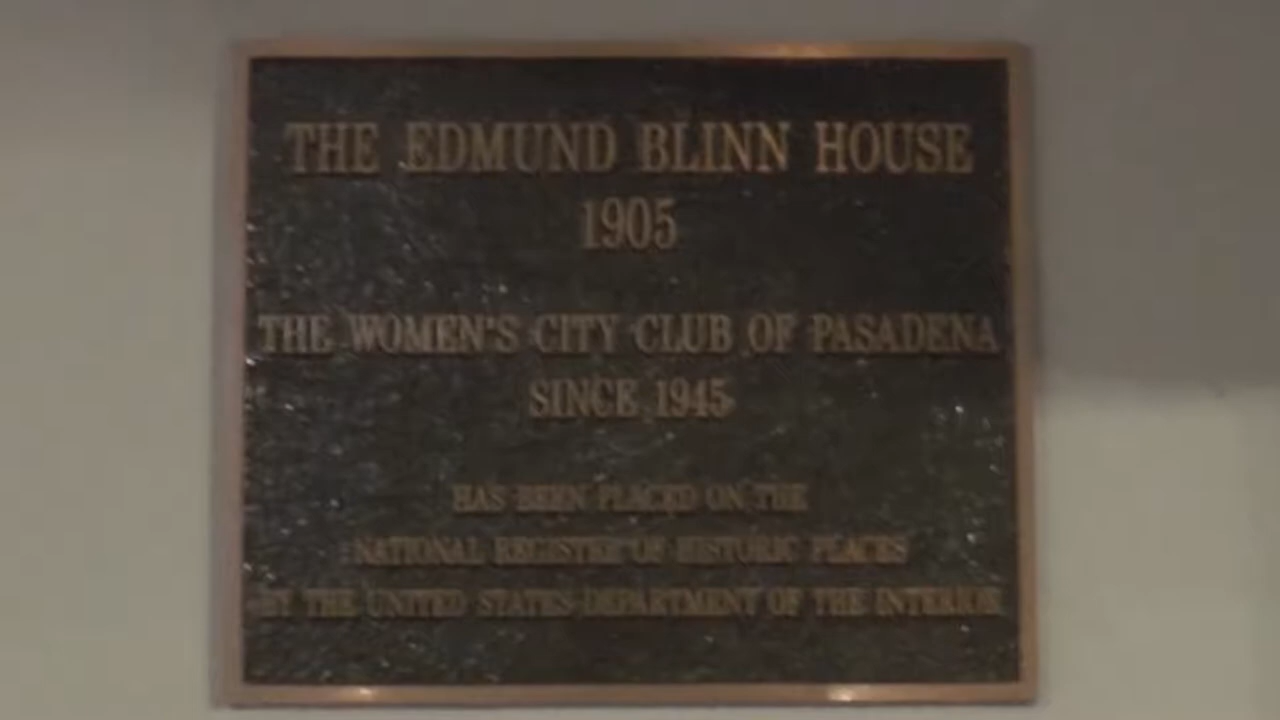 THE EDMUND BLINN HOUSE
1905
THE WOMEN'S CITY CLUB OF PASADENA
SINCE 1945
HAS BEEN PLACED ON THE
NATIONAL REGISTER OF HISTORIC PLACES
BY THE UNITED STATES DEPARTMENT OF THE INTERIOR